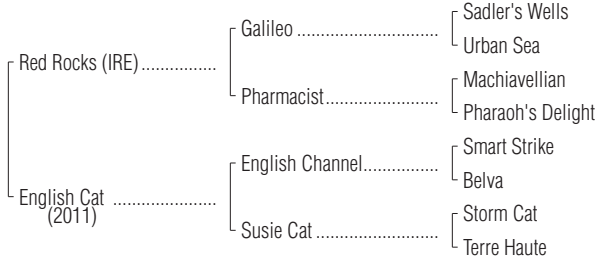 Sadler's Wells
Galileo ................................
Urban Sea
Red Rocks (IRE) ................
Machiavellian
Pharmacist .........................
Pharaoh's Delight
Smart Strike
English Channel .................
Belva
English Cat ......................
(2011)
Storm Cat
Susie Cat ...........................
Terre Haute